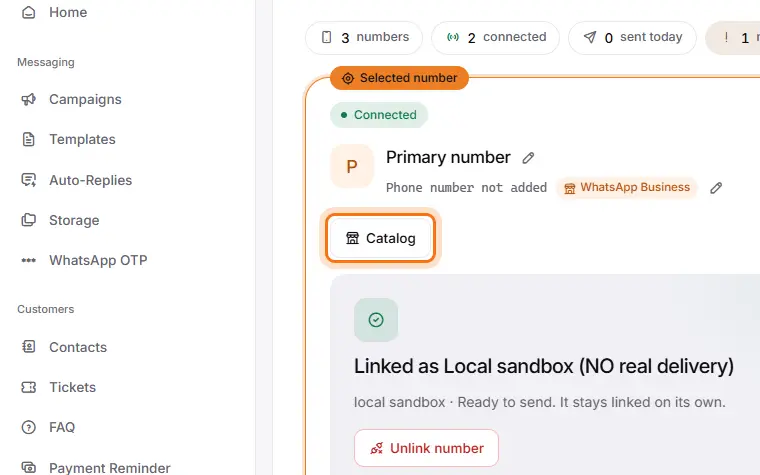 Home
Messaging
Campaigns
Templates
Auto-Replies
Storage
WhatsApp OTP
Customers
Contacts
Tickets
FAQ
Payment Reminder
3 numbers
2 connected
0 sent today
1
Selected number
Connected
P
Primary number
Phone number not added
WhatsApp Business
Catalog
Linked as Local sandbox (NO real delivery)
local sandbox · Ready to send. It stays linked on its own.
Unlink number